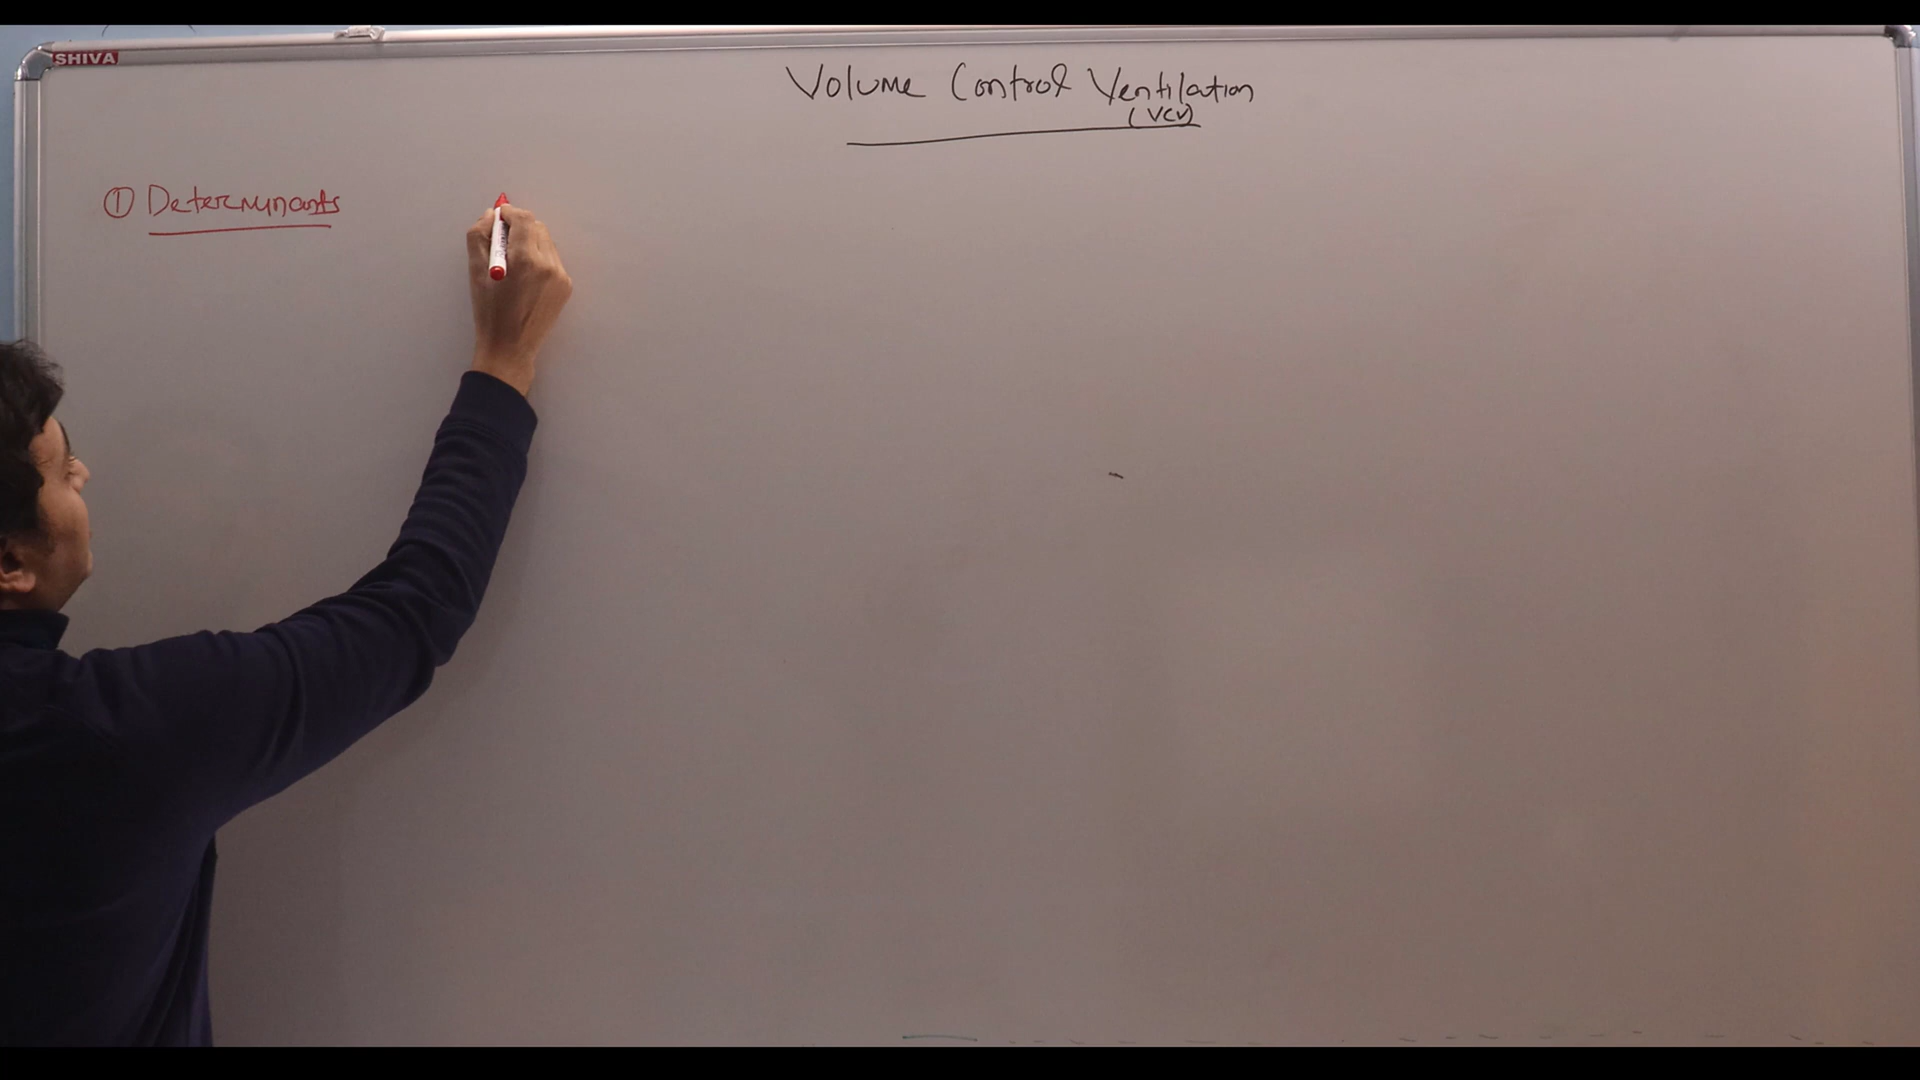 SHIVA
Volume Control Ventilation
(VCV)
① Determinants